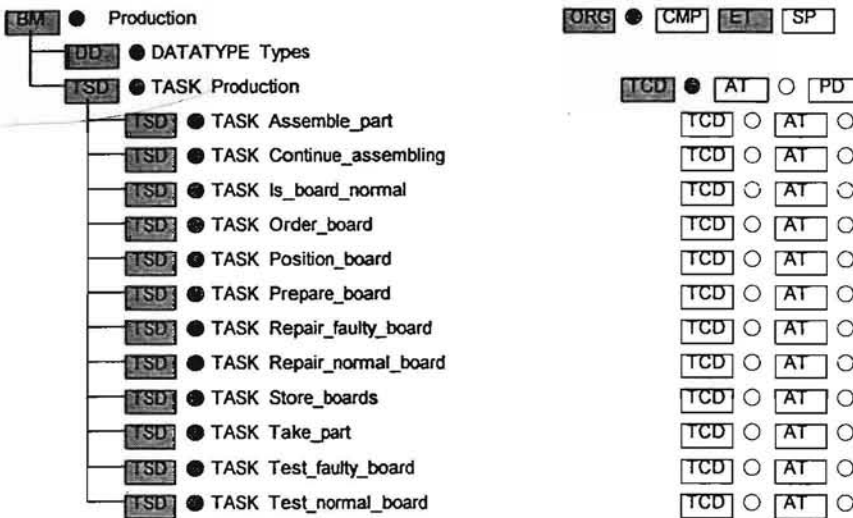 BM Production ORG CMP ET SP
DD DATATYPE Types
TSD TASK Production TCD AT PD
TSD TASK Assemble_part TCD AT
TSD TASK Continue_assembling TCD AT
TSD TASK Is_board_normal TCD AT
TSD TASK Order_board TCD AT
TSD TASK Position_board TCD AT
TSD TASK Prepare_board TCD AT
TSD TASK Repair_faulty_board TCD AT
TSD TASK Repair_normal_board TCD AT
TSD TASK Store_boards TCD AT
TSD TASK Take_part TCD AT
TSD TASK Test_faulty_board TCD AT
TSD TASK Test_normal_board TCD AT